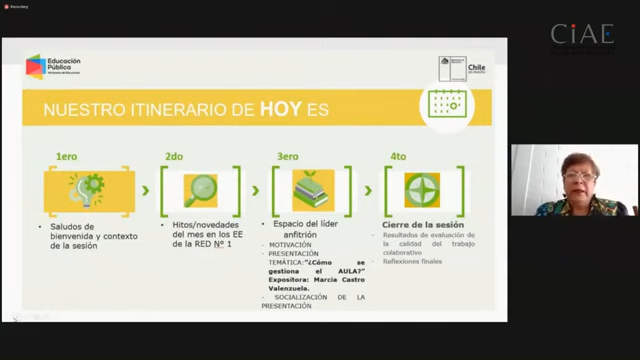 Recording
CiAE
Educación
Pública
Ministerio de Educación
Chile
NUESTRO ITINERARIO DE HOY ES
1ero
2do
3ero
4to
• Saludos de
bienvenida y contexto
de la sesión
• Hitos/novedades
del mes en los EE
de la RED N° 1
• Espacio del líder
anfitrión
- MOTIVACIÓN
- PRESENTACIÓN
TEMÁTICA:"¿Cómo se
gestiona el AULA?"
Expositora: Marcia Castro
Valenzuela.
- SOCIALIZACIÓN DE LA
PRESENTACIÓN
Cierre de la sesión
- Resultados de evaluación de
la calidad del trabajo
colaborativo
- Reflexiones finales